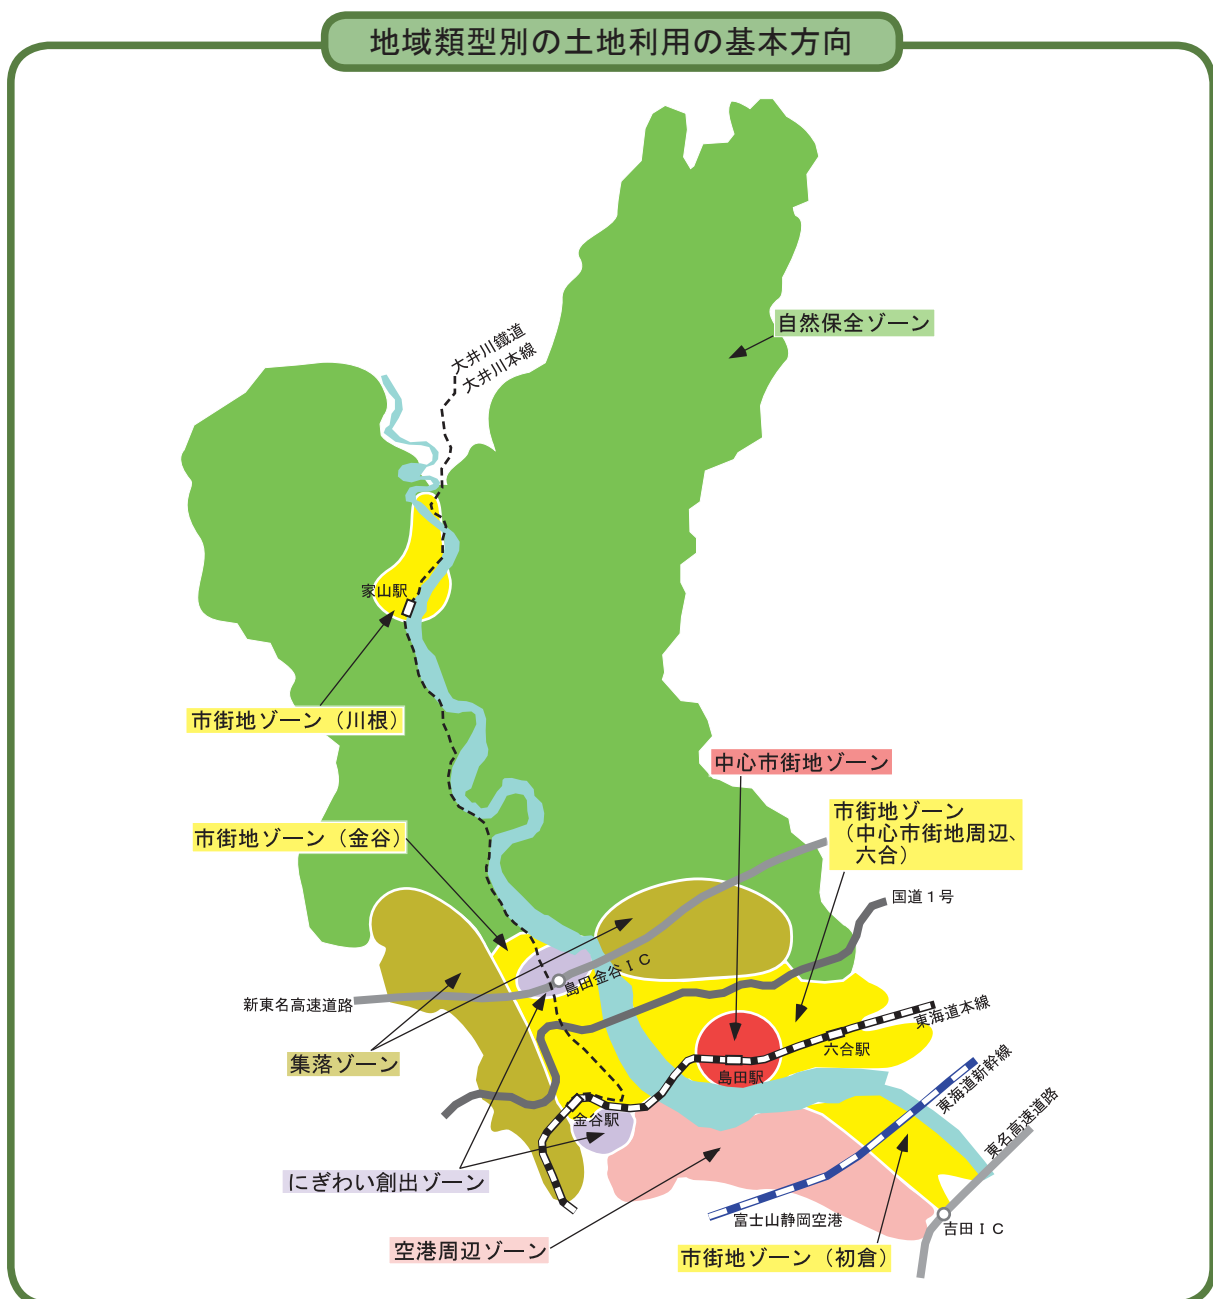 地域類型別の土地利用の基本方向
自然保全ゾーン
大井川鐵道
大井川本線
家山駅
市街地ゾーン（川根）
中心市街地ゾーン
市街地ゾーン
（中心市街地周辺、
六合）
市街地ゾーン（金谷）
国道１号
島田金谷ＩＣ
新東名高速道路
東海道本線
六合駅
集落ゾーン
島田駅
東海道新幹線
金谷駅
東名高速道路
にぎわい創出ゾーン
富士山静岡空港
吉田ＩＣ
空港周辺ゾーン
市街地ゾーン（初倉）